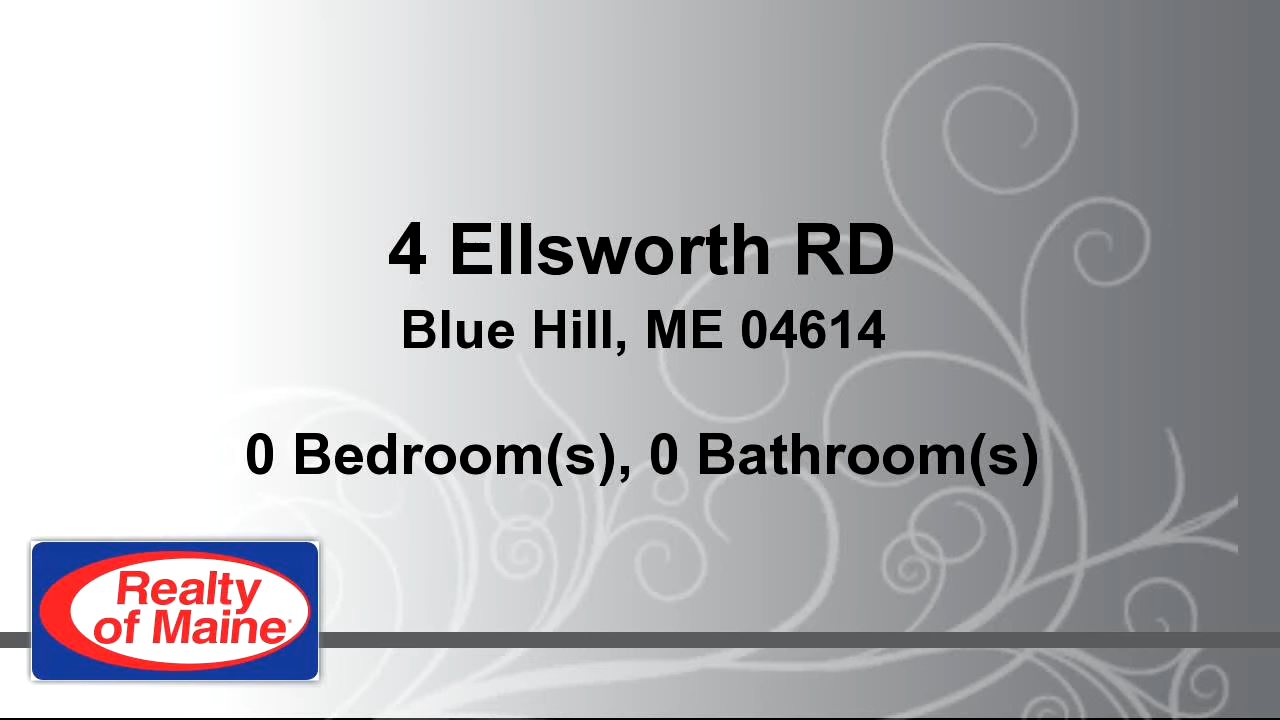 4 Ellsworth RD
Blue Hill, ME 04614
0 Bedroom(s), 0 Bathroom(s)
Realty
of Maine